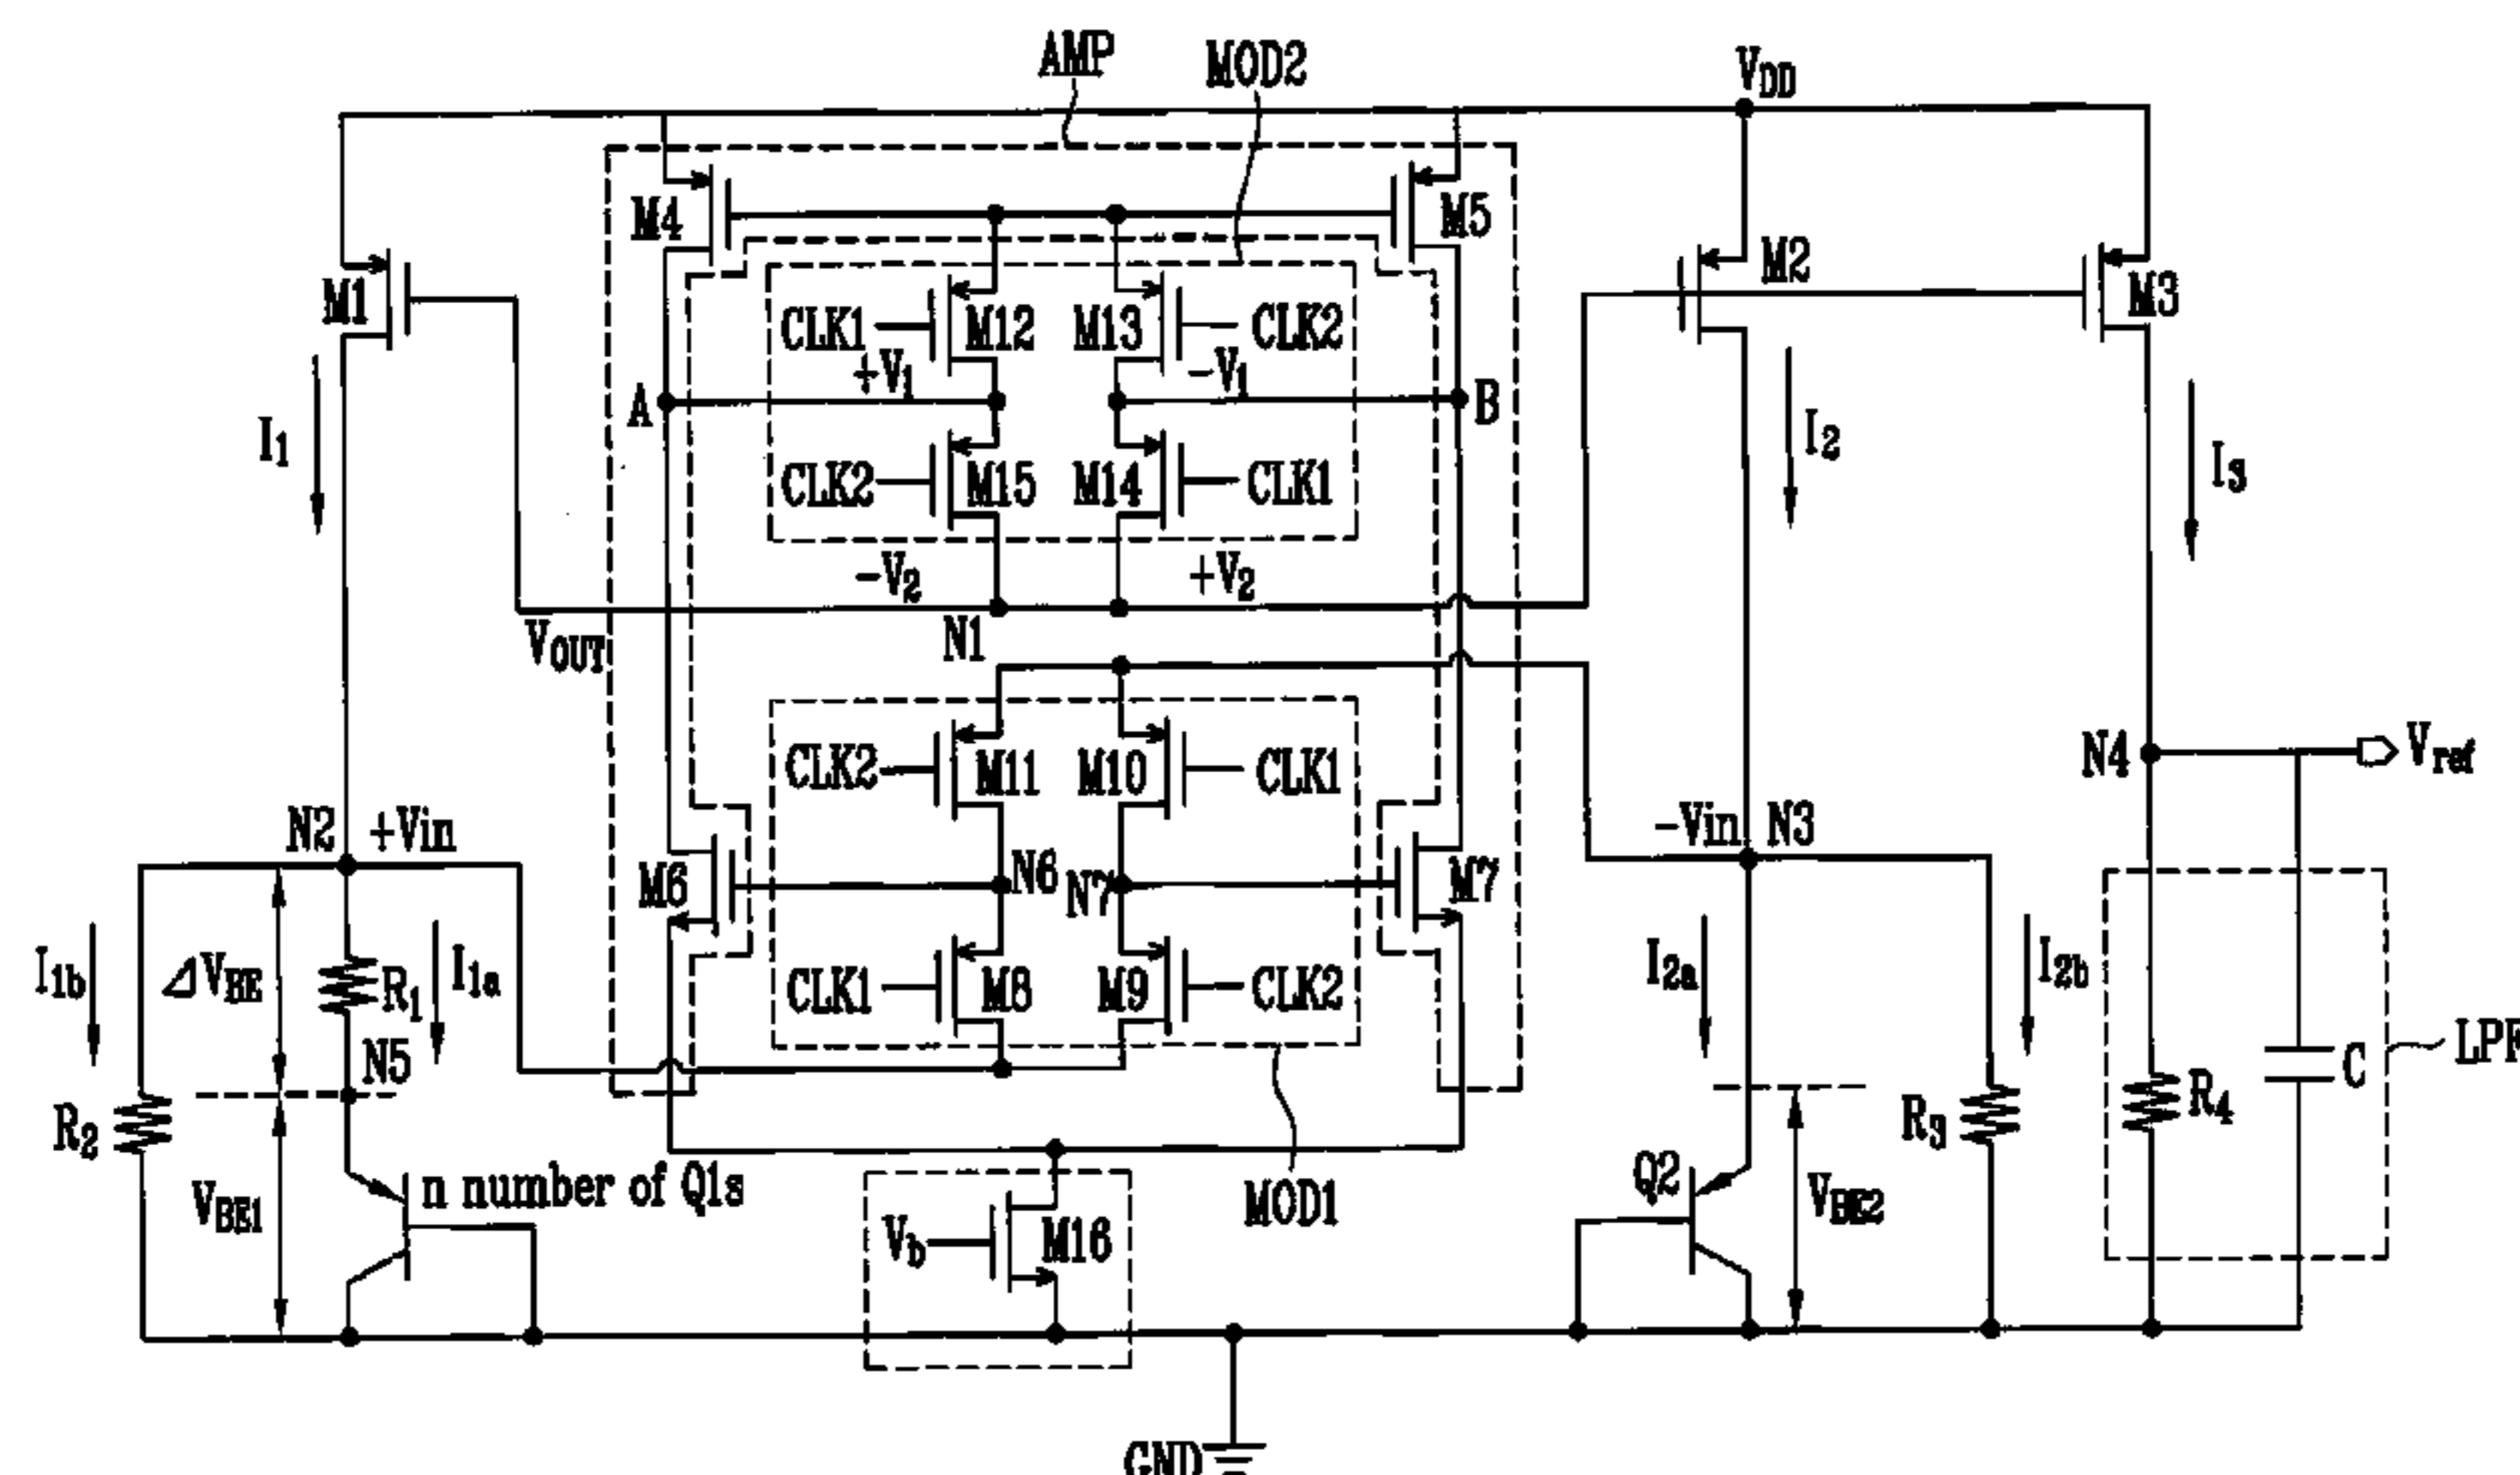 AMP
MOD2
VDD
M4
M5
M1
M2
M3
CLK1
M12
M13
CLK2
+V1
-V1
A
B
I1
I2
I3
CLK2
M15
M14
CLK1
-V2
+V2
VOUT
N1
CLK2
M11
M10
CLK1
N4
Vref
N2
+Vin
-Vin
N3
M6
N6
N7
M7
I1b
ΔVBE
R1
I1a
CLK1
M8
M9
CLK2
I2a
I2b
N5
R2
R3
R4
C
LPF
VBE1
n number of Q1s
Vb
M16
MOD1
Q2
VBE2
GND